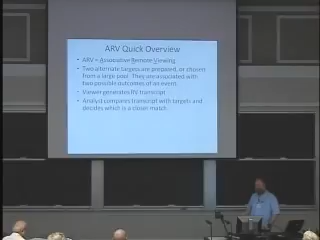 ARV Quick Overview
• ARV = Associative Remote Viewing
• Two alternate targets are prepared, or chosen
from a large pool. They are associated with
two possible outcomes of an event.
• Viewer generates RV transcript
• Analyst compares transcript with targets and
decides which is a closer match.